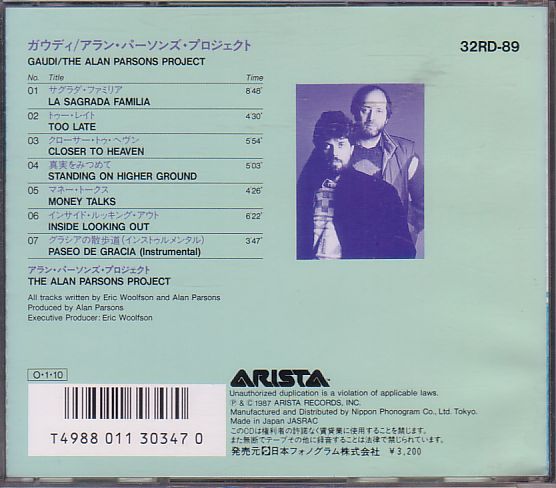 ガウディ/アラン・パーソンズ・プロジェクト
32RD-89
GAUDI/THE ALAN PARSONS PROJECT
No. Title Time
01 サグラダ・ファミリア 8′48″
LA SAGRADA FAMILIA
02 トゥー・レイト 4′30″
TOO LATE
03 クローサー・トゥ・ヘヴン 5′54″
CLOSER TO HEAVEN
04 真実をみつめて 5′03″
STANDING ON HIGHER GROUND
05 マネー・トークス 4′26″
MONEY TALKS
06 インサイド・ルッキング・アウト 6′22″
INSIDE LOOKING OUT
07 グラシアの散歩道(インストゥルメンタル) 3′47″
PASEO DE GRACIA (Instrumental)
アラン・パーソンズ・プロジェクト
THE ALAN PARSONS PROJECT
All tracks written by Eric Woolfson and Alan Parsons
Produced by Alan Parsons
Executive Producer: Eric Woolfson
O・1・10
T4988 011 30347 0
ARISTA
Unauthorized duplication is a violation of applicable laws.
℗ & © 1987 ARISTA RECORDS, INC.
Manufactured and Distributed by Nippon Phonogram Co., Ltd. Tokyo.
Made in Japan JASRAC
このCDは権利者の許諾なく賃貸業に使用することを禁じます。
また無断でテープその他に録音することは法律で禁じられています。
発売元 日本フォノグラム株式会社 ¥3,200